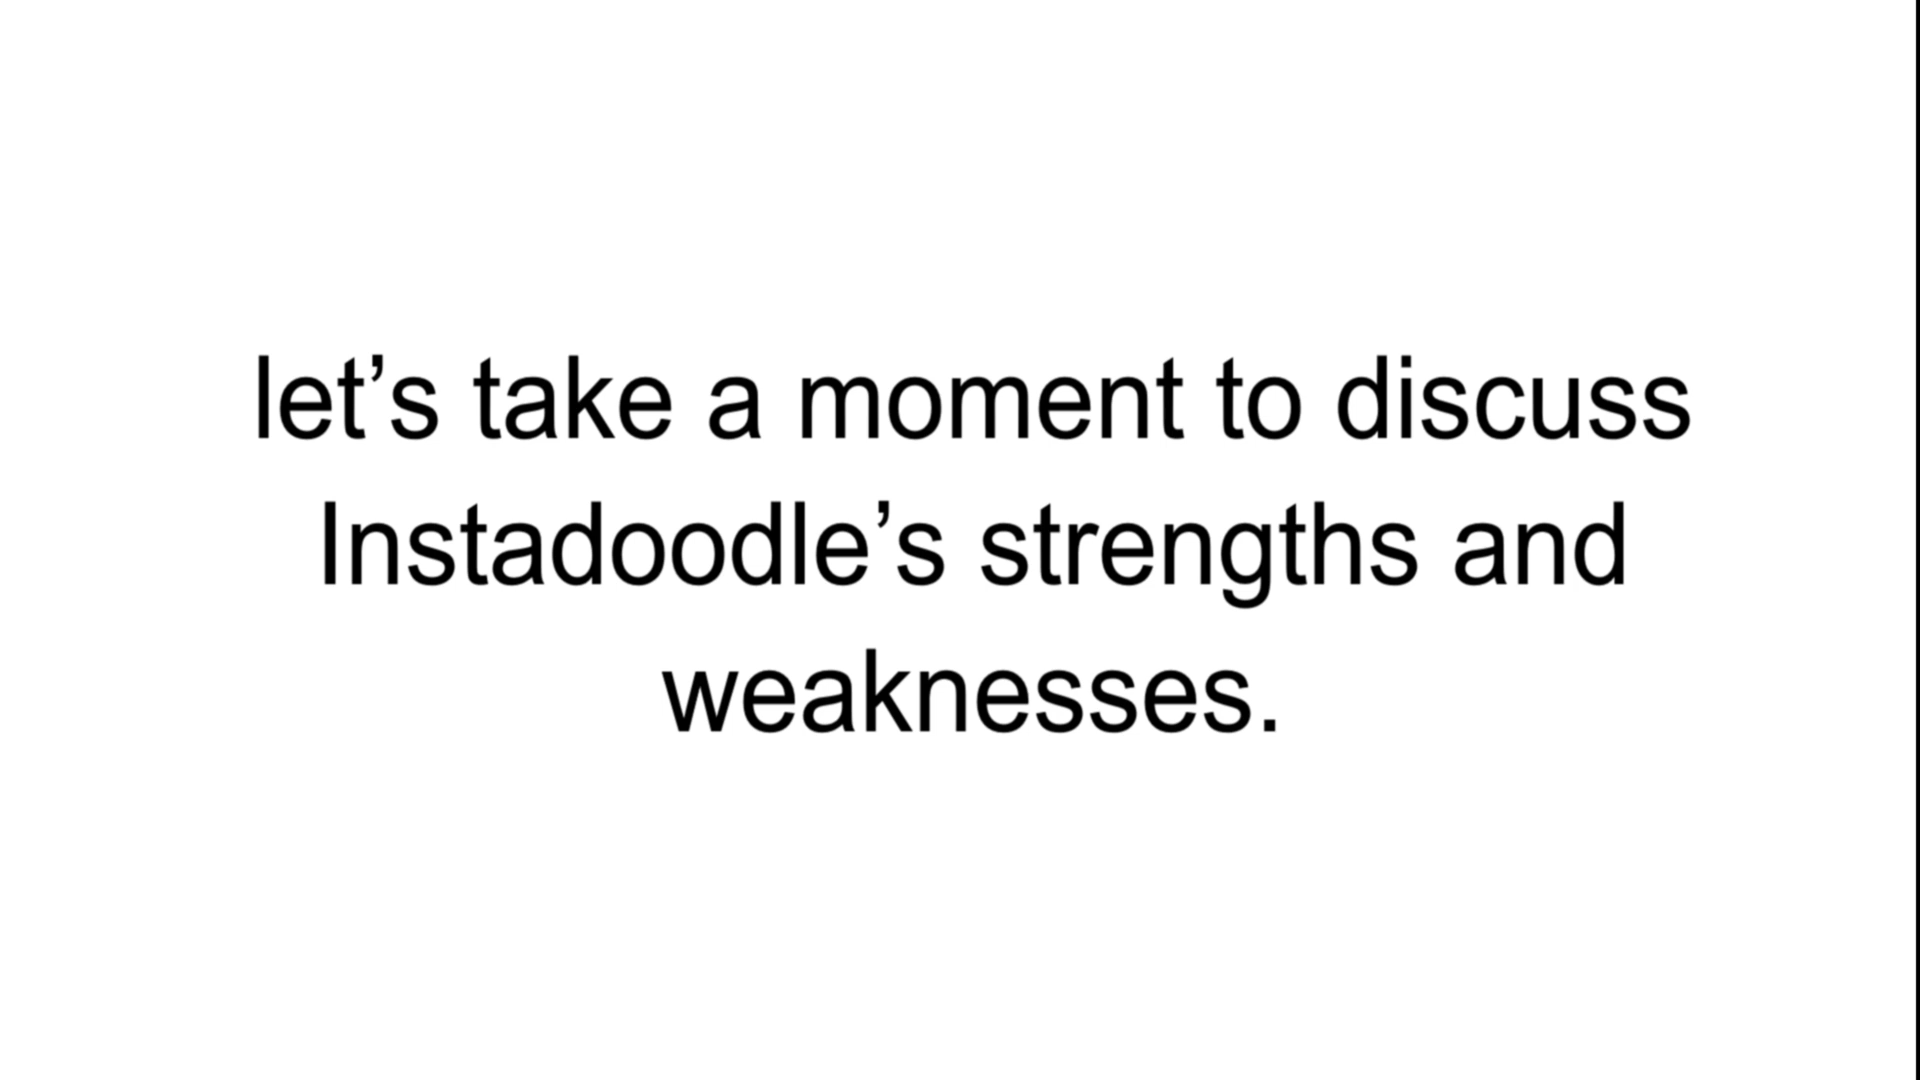 let’s take a moment to discuss
Instadoodle’s strengths and
weaknesses.